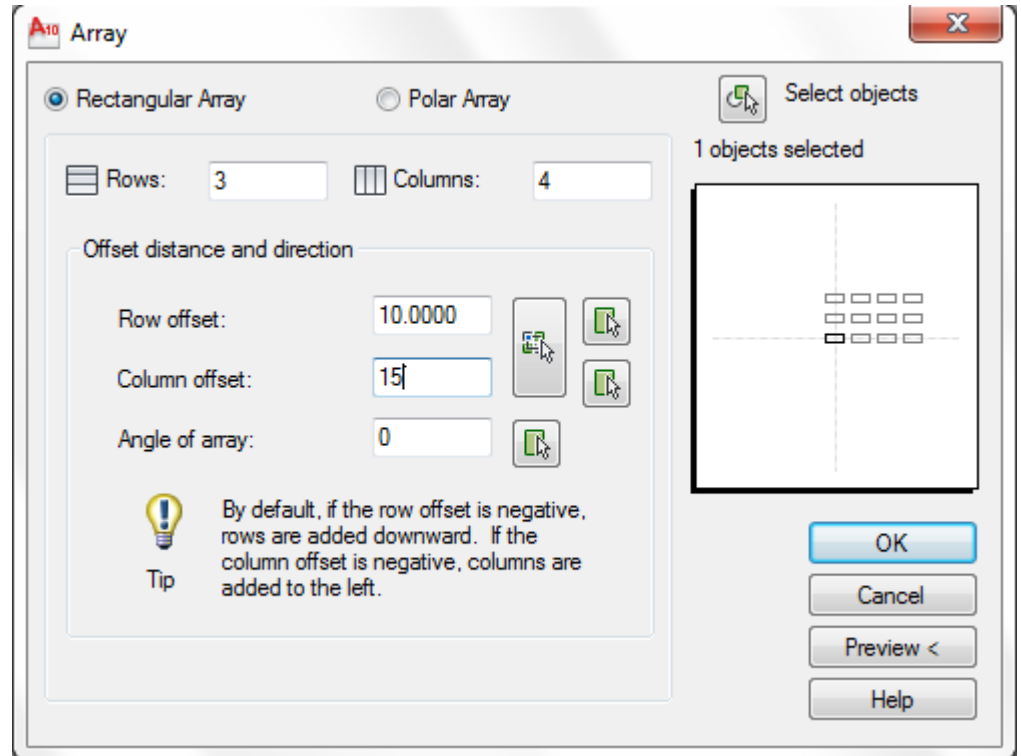 A10 Array
Rectangular Array
Polar Array
Select objects
1 objects selected
Rows: 3
Columns: 4
Offset distance and direction
Row offset: 10.0000
Column offset: 15
Angle of array: 0
By default, if the row offset is negative,
rows are added downward. If the
column offset is negative, columns are
added to the left.
Tip
OK
Cancel
Preview <
Help